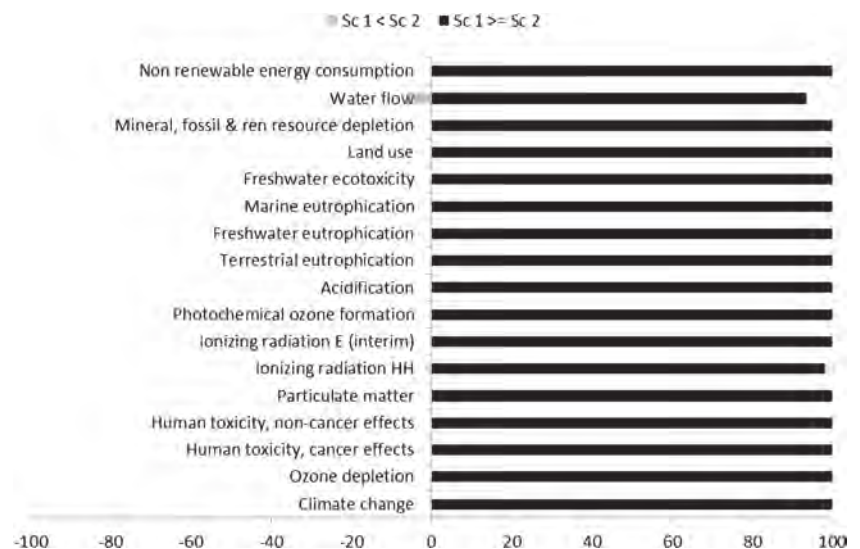 Sc 1 < Sc 2 Sc 1 >= Sc 2
Non renewable energy consumption
Water flow
Mineral, fossil & ren resource depletion
Land use
Freshwater ecotoxicity
Marine eutrophication
Freshwater eutrophication
Terrestrial eutrophication
Acidification
Photochemical ozone formation
Ionizing radiation E (interim)
Ionizing radiation HH
Particulate matter
Human toxicity, non-cancer effects
Human toxicity, cancer effects
Ozone depletion
Climate change
-100 -80 -60 -40 -20 0 20 40 60 80 100